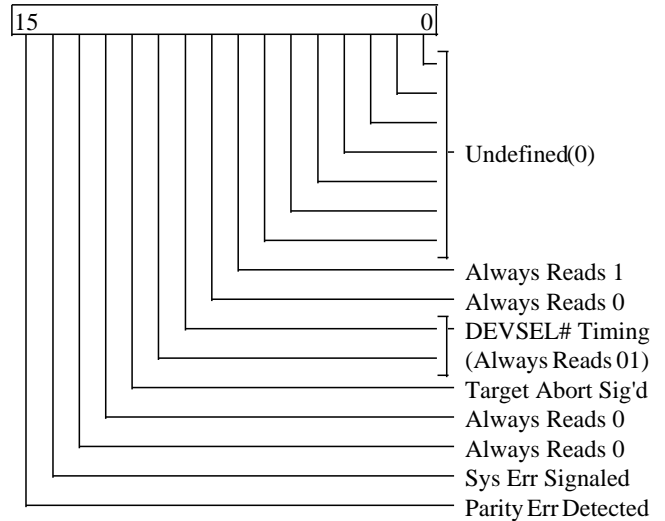 15 0
Undefined(0)
Always Reads 1
Always Reads 0
DEVSEL# Timing
(Always Reads 01)
Target Abort Sig'd
Always Reads 0
Always Reads 0
Sys Err Signaled
Parity Err Detected